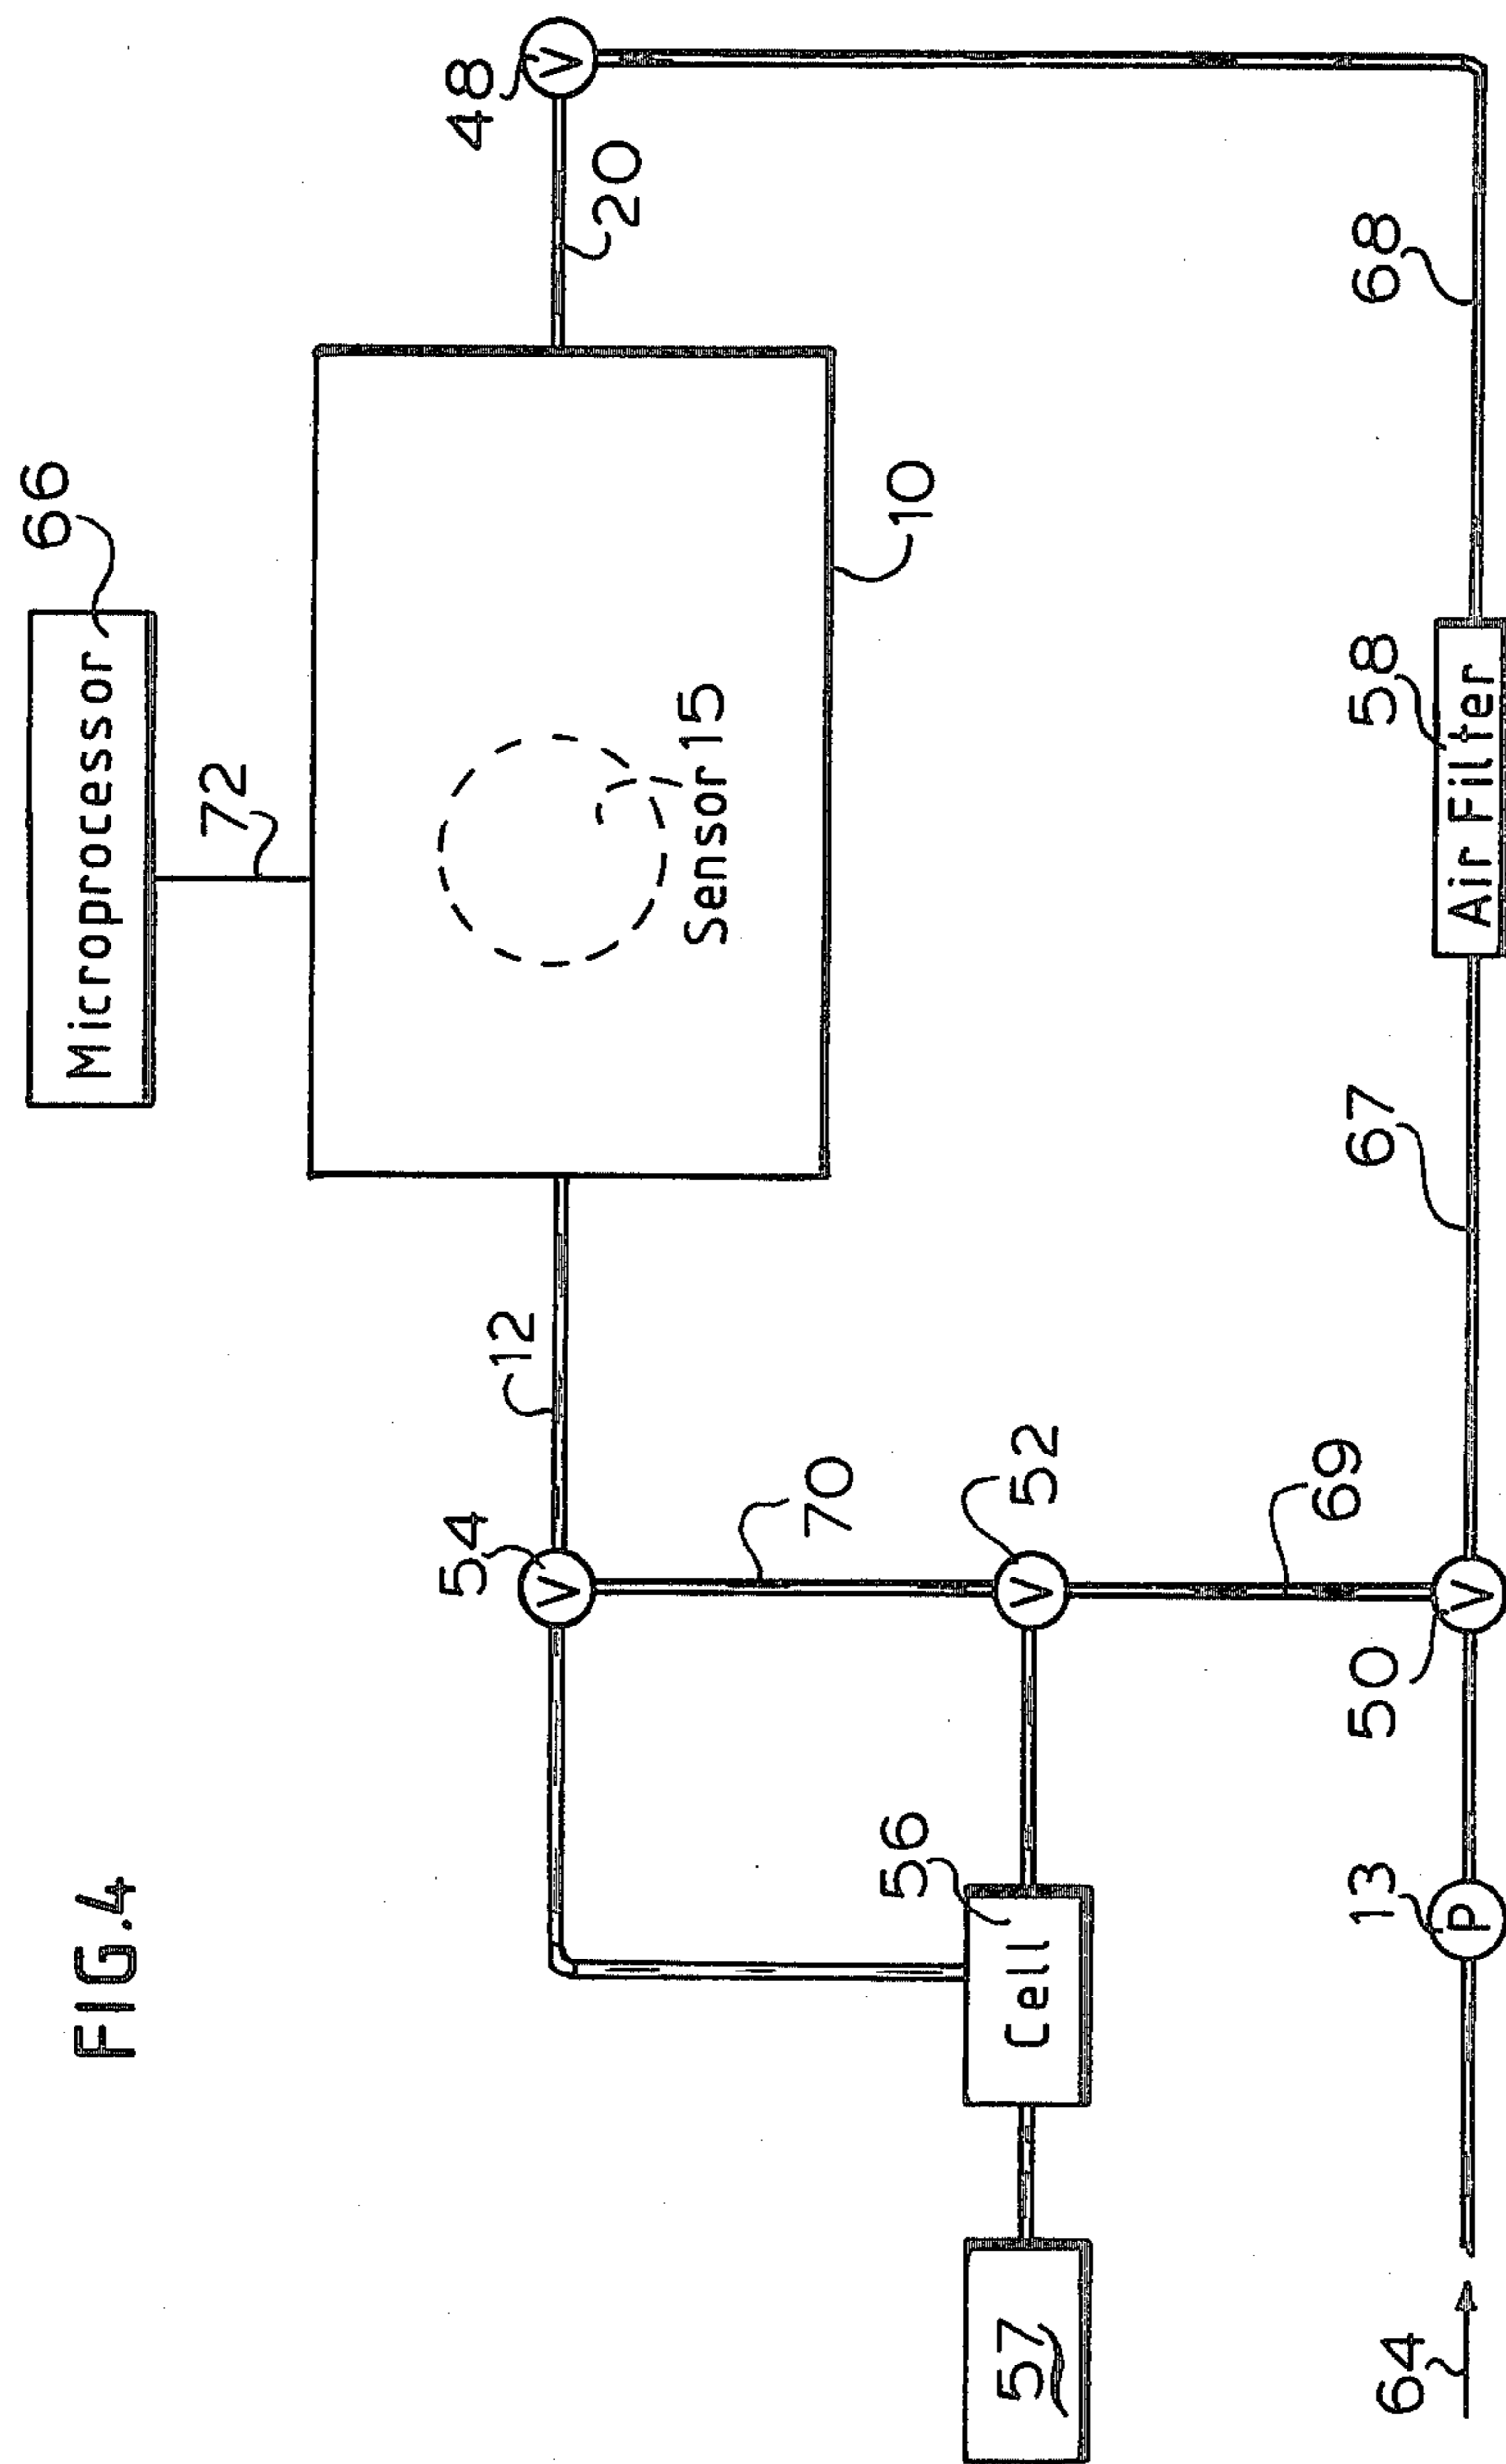 FIG.4
Microprocessor
66
72
48
20
Sensor 15
10
12
54
70
52
69
56
Cell
57
50
13
P
67
58
Air Filter
68
64
V
V
V
V